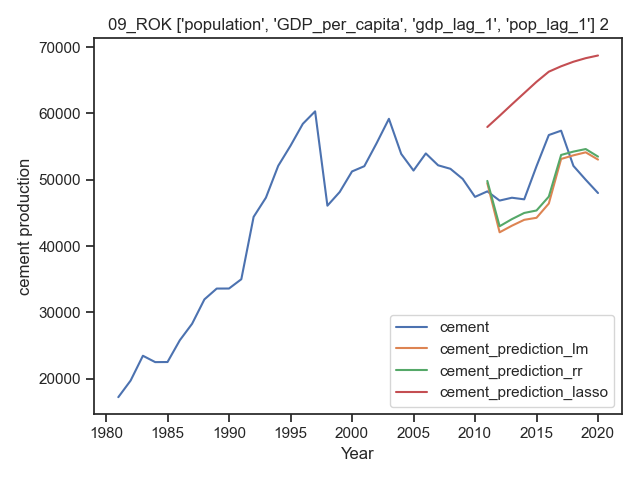 09_ROK ['population', 'GDP_per_capita', 'gdp_lag_1', 'pop_lag_1'] 2
70000
60000
50000
40000
30000
20000
cement production
1980 1985 1990 1995 2000 2005 2010 2015 2020
Year
cement
cement_prediction_lm
cement_prediction_rr
cement_prediction_lasso